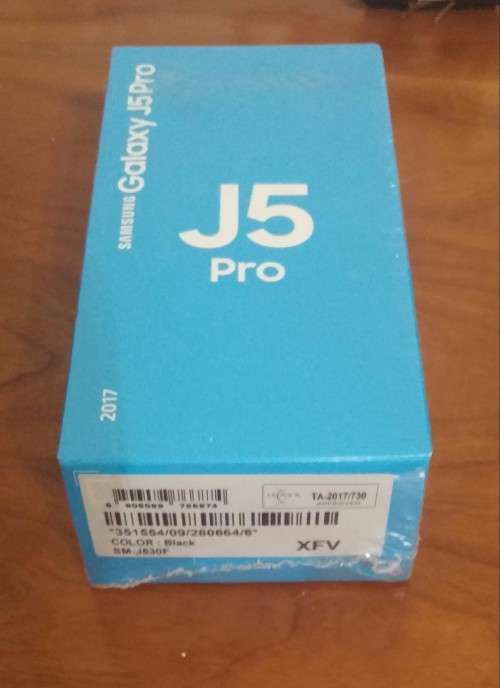 SAMSUNG Galaxy J5 Pro
J5
Pro
2017
TA-2017/730
APPROVED
"351554/09/280664/6"
COLOR : Black
SM-J530F
XFV